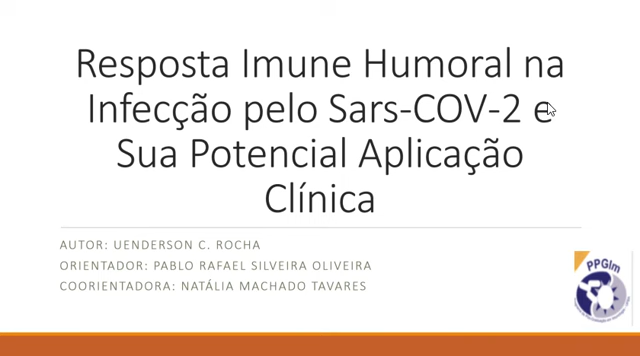 Resposta Imune Humoral na
Infecção pelo Sars-COV-2 e
Sua Potencial Aplicação
Clínica
AUTOR: UENDERSON C. ROCHA
ORIENTADOR: PABLO RAFAEL SILVEIRA OLIVEIRA
COORIENTADORA: NATÁLIA MACHADO TAVARES
PPGIm